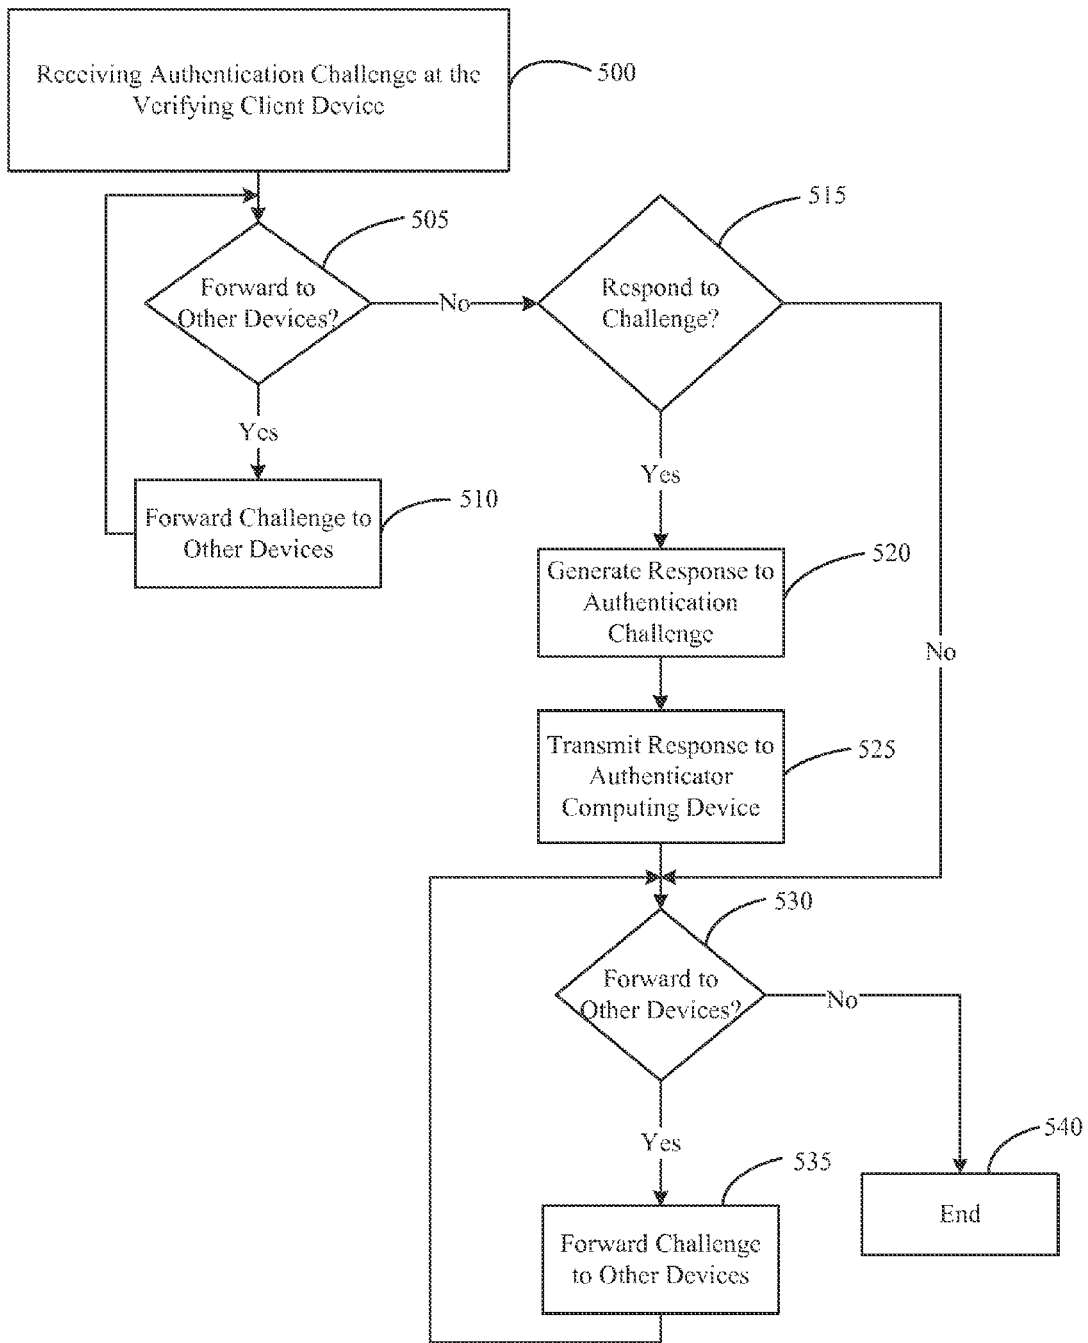 Receiving Authentication Challenge at the
Verifying Client Device
500
505
Forward to
Other Devices?
No
Yes
510
Forward Challenge to
Other Devices
515
Respond to
Challenge?
Yes
No
520
Generate Response to
Authentication
Challenge
525
Transmit Response to
Authenticator
Computing Device
530
Forward to
Other Devices?
No
Yes
535
Forward Challenge
to Other Devices
540
End